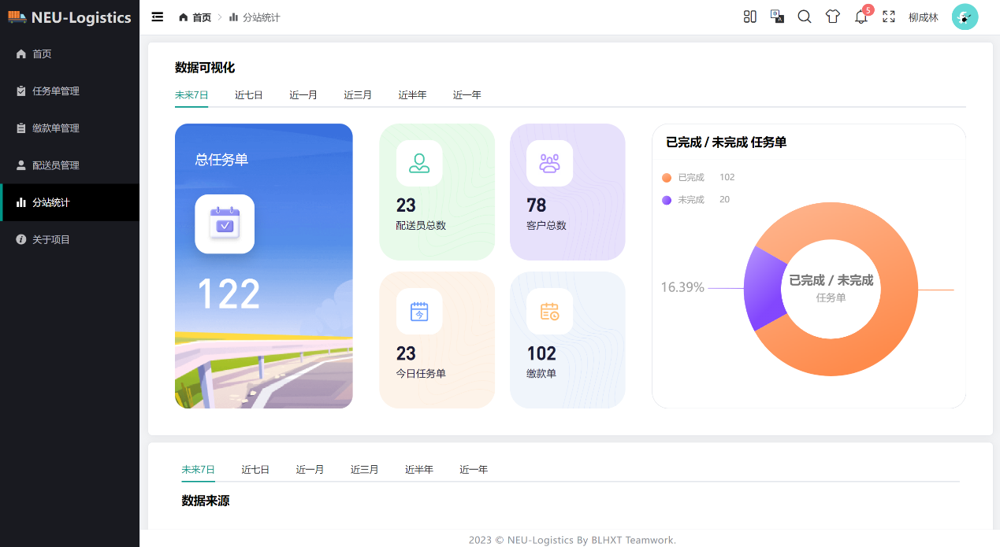 NEU-Logistics
首页
任务单管理
缴款单管理
配送员管理
分站统计
关于项目
首页 > 分站统计
中 A
5
柳成林
数据可视化
未来7日 近七日 近一月 近三月 近半年 近一年
总任务单
122
23
配送员总数
78
客户总数
今
23
今日任务单
102
缴款单
已完成 / 未完成 任务单
已完成 102
未完成 20
16.39%
已完成 / 未完成
任务单
未来7日 近七日 近一月 近三月 近半年 近一年
数据来源
2023 © NEU-Logistics By BLHXT Teamwork.